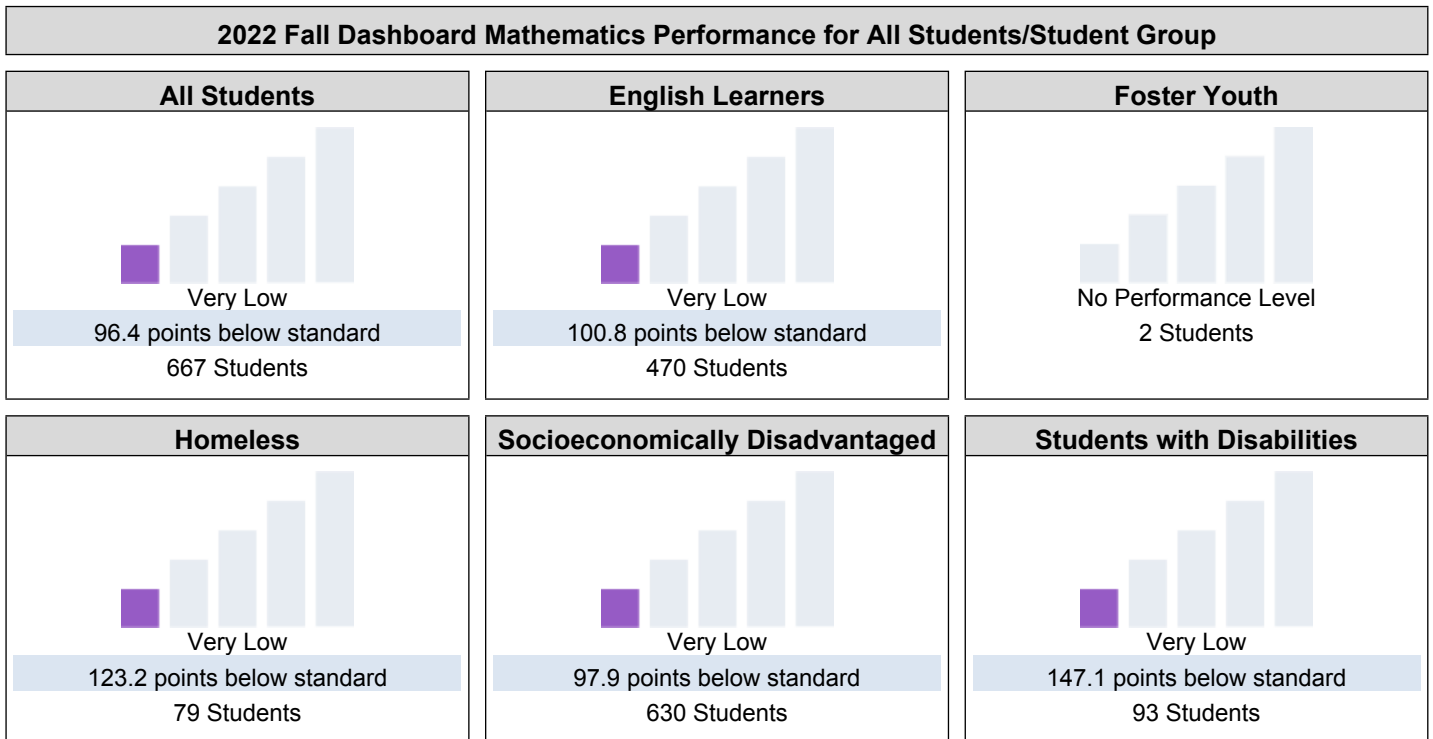 2022 Fall Dashboard Mathematics Performance for All Students/Student Group
All Students
Very Low
96.4 points below standard
667 Students
English Learners
Very Low
100.8 points below standard
470 Students
Foster Youth
No Performance Level
2 Students
Homeless
Very Low
123.2 points below standard
79 Students
Socioeconomically Disadvantaged
Very Low
97.9 points below standard
630 Students
Students with Disabilities
Very Low
147.1 points below standard
93 Students